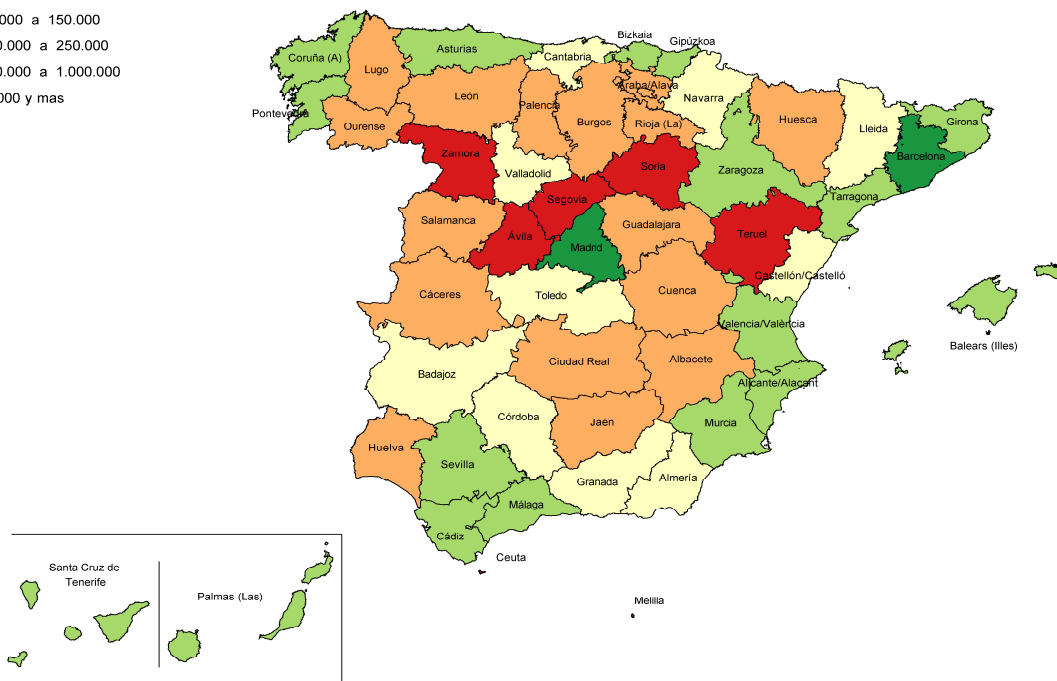 000 a 150.000
0.000 a 250.000
0.000 a 1.000.000
000 y mas
Bizkaia
Gipúzkoa
Asturias
Coruña (A)
Cantabria
Lugo
Araba/Alava
León
Navarra
Palencia
Pontevedra
Huesca
Burgos
Rioja (La)
Girona
Ourense
Lleida
Zamora
Barcelona
Soria
Valladolid
Zaragoza
Segovia
Tarragona
Salamanca
Guadalajara
Ávila
Teruel
Madrid
Castellón/Castelló
Cáceres
Toledo
Cuenca
Valencia/València
Balears (Illes)
Ciudad Real
Albacete
Badajoz
Alicante/Alacant
Córdoba
Jaén
Murcia
Huelva
Sevilla
Granada
Almería
Málaga
Cádiz
Ceuta
Santa Cruz de
Tenerife
Palmas (Las)
Melilla